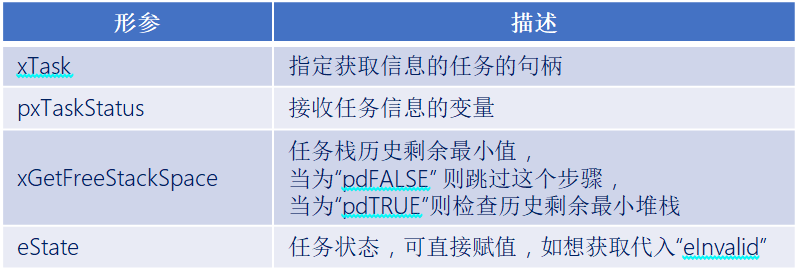 形参 描述
xTask 指定获取信息的任务的句柄
pxTaskStatus 接收任务信息的变量
任务栈历史剩余最小值，
xGetFreeStackSpace 当为“pdFALSE” 则跳过这个步骤，
当为“pdTRUE”则检查历史剩余最小堆栈
eState 任务状态，可直接赋值，如想获取代入“eInvalid”